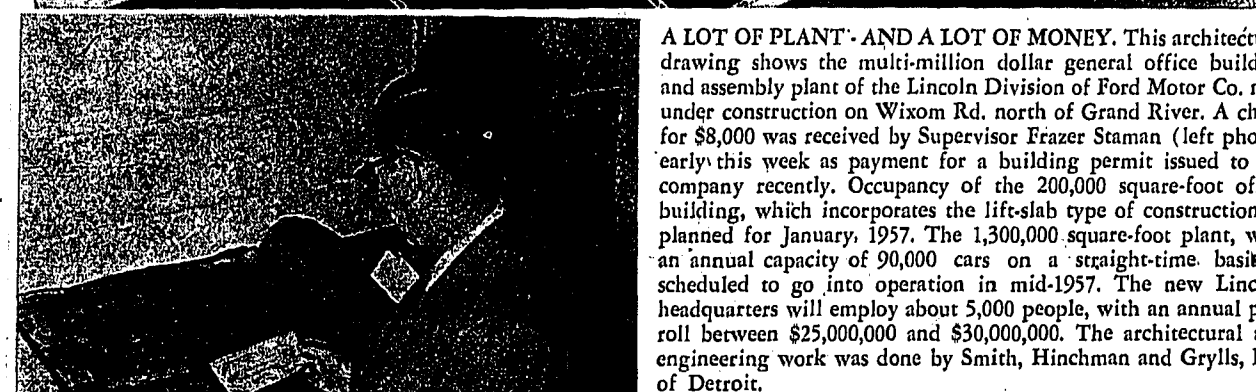 A LOT OF PLANT - AND A LOT OF MONEY. This architect
drawing shows the multi-million dollar general office build
and assembly plant of the Lincoln Division of Ford Motor Co.
under construction on Wixom Rd. north of Grand River. A ch
for $8,000 was received by Supervisor Frazer Staman (left pho
early this week as payment for a building permit issued to
company recently. Occupancy of the 200,000 square-foot of
building, which incorporates the lift-slab type of construction
planned for January, 1957. The 1,300,000 square-foot plant, w
an annual capacity of 90,000 cars on a straight-time basi
scheduled to go into operation in mid-1957. The new Linc
headquarters will employ about 5,000 people, with an annual p
roll between $25,000,000 and $30,000,000. The architectural
engineering work was done by Smith, Hinchman and Grylls,
of Detroit.